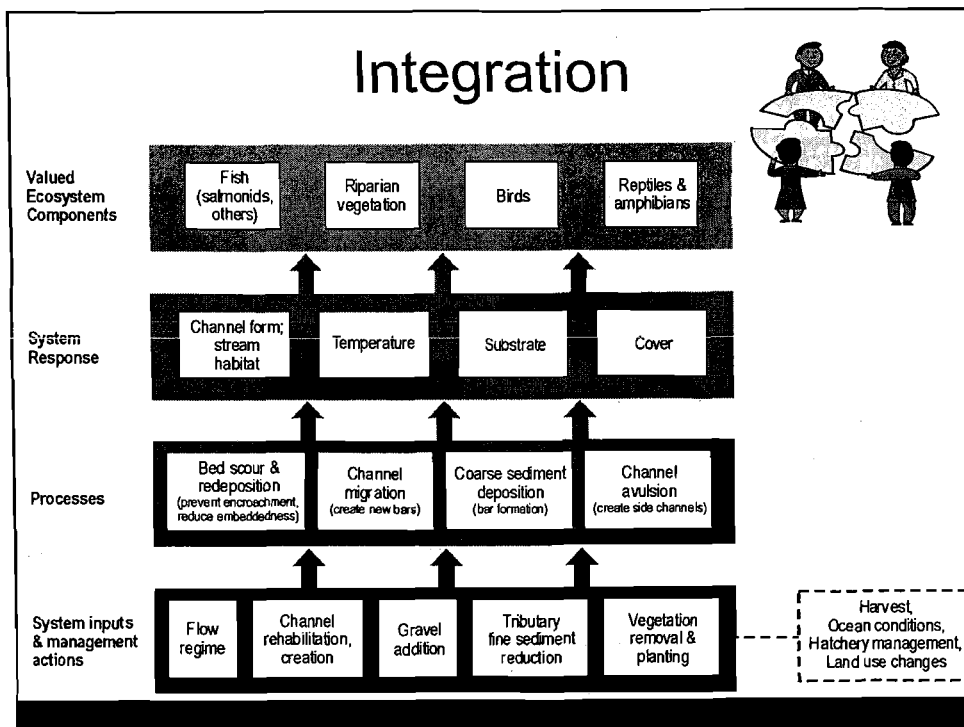 Integration
Valued
Ecosystem
Components
Fish
(salmonids,
others)
Riparian
vegetation
Birds
Reptiles &
amphibians
System
Response
Channel form;
stream
habitat
Temperature
Substrate
Cover
Processes
Bed scour &
redeposition
(prevent encroachment,
reduce embeddedness)
Channel
migration
(create new bars)
Coarse sediment
deposition
(bar formation)
Channel
avulsion
(create side channels)
System inputs
& management
actions
Flow
regime
Channel
rehabilitation,
creation
Gravel
addition
Tributary
fine sediment
reduction
Vegetation
removal &
planting
Harvest,
Ocean conditions,
Hatchery management,
Land use changes